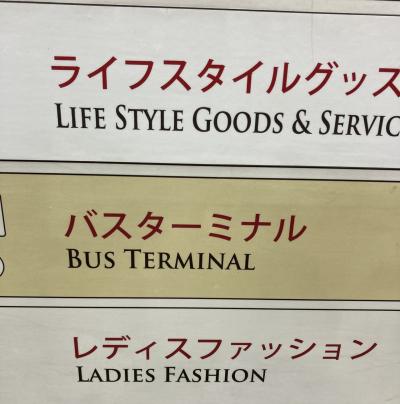 ライフスタイルグッズ
LIFE STYLE GOODS & SERVIC
バスターミナル
BUS TERMINAL
レディスファッション
LADIES FASHION